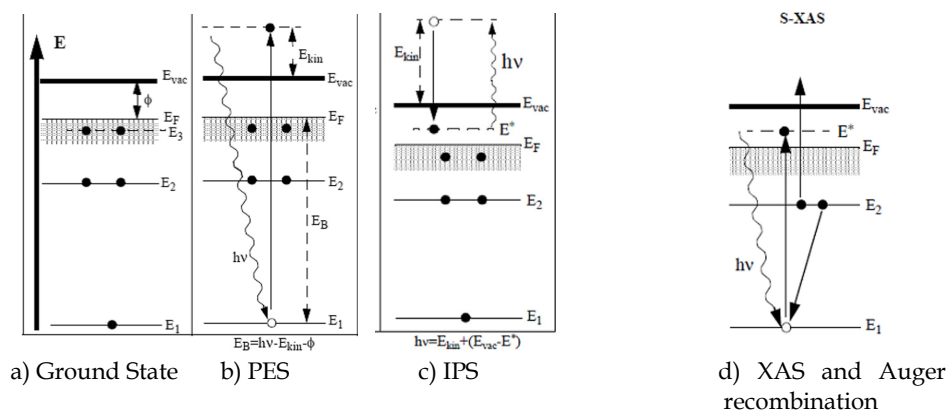 S-XAS
E
E_vac
ϕ
E_F
E_3
E_2
E_1
E_kin
E_vac
E_F
E_2
E_B
hν
E_1
E_B=hν-E_kin-ϕ
E_kin
hν
E_vac
E*
E_F
E_2
E_1
hν=E_kin+(E_vac-E*)
E_vac
E*
E_F
E_2
hν
E_1
a) Ground State
b) PES
c) IPS
d) XAS and Auger
recombination